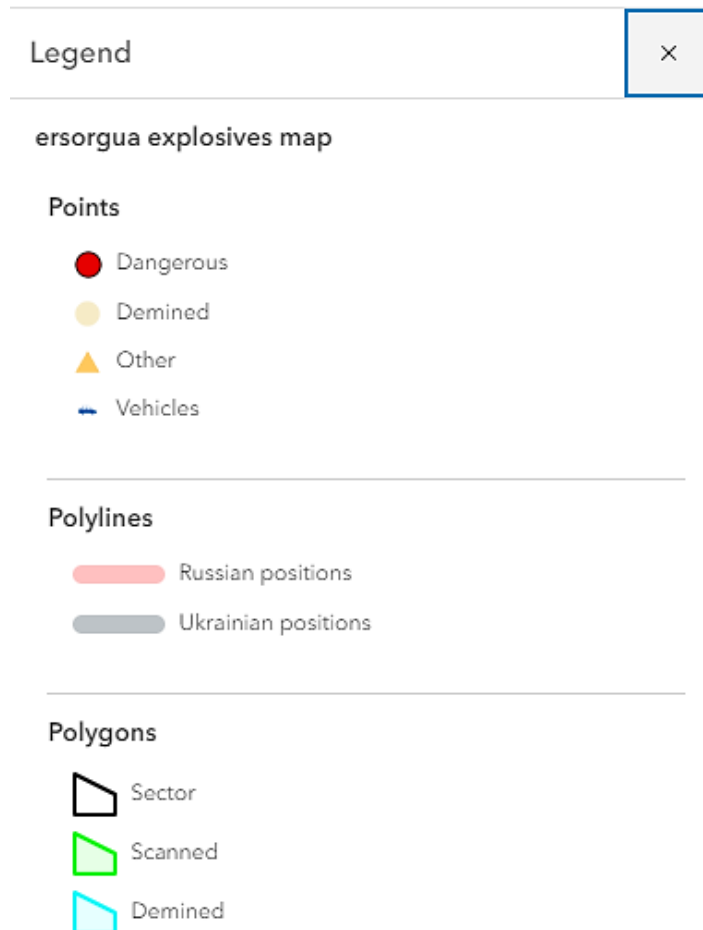 Legend
ersorgua explosives map
Points
Dangerous
Demined
Other
Vehicles
Polylines
Russian positions
Ukrainian positions
Polygons
Sector
Scanned
Demined